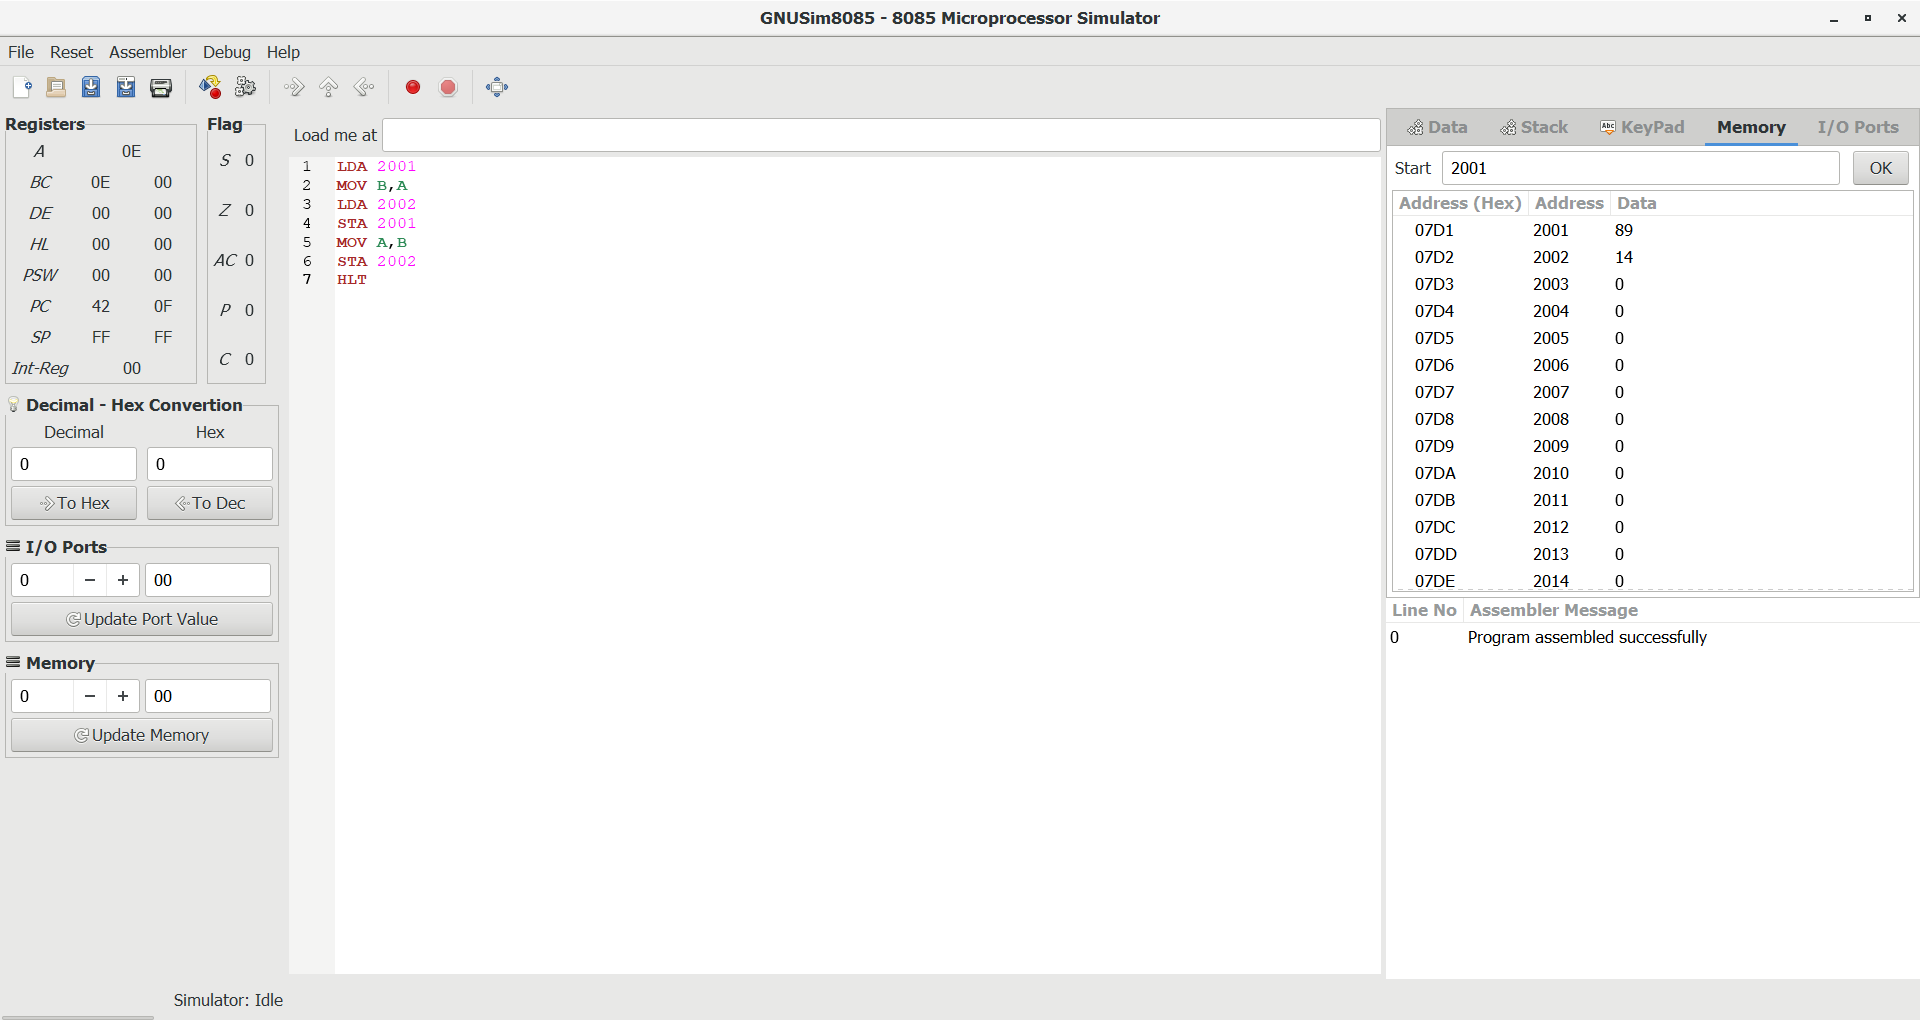 GNUSim8085 - 8085 Microprocessor Simulator
File Reset Assembler Debug Help
Registers
A 0E
BC 0E 00
DE 00 00
HL 00 00
PSW 00 00
PC 42 0F
SP FF FF
Int-Reg 00
Flag
S 0
Z 0
AC 0
P 0
C 0
Decimal - Hex Convertion
Decimal Hex
0 0
To Hex To Dec
I/O Ports
0 − + 00
Update Port Value
Memory
0 − + 00
Update Memory
Load me at
1 LDA 2001
2 MOV B,A
3 LDA 2002
4 STA 2001
5 MOV A,B
6 STA 2002
7 HLT
Data Stack Abc KeyPad Memory I/O Ports
Start 2001 OK
Address (Hex) Address Data
07D1 2001 89
07D2 2002 14
07D3 2003 0
07D4 2004 0
07D5 2005 0
07D6 2006 0
07D7 2007 0
07D8 2008 0
07D9 2009 0
07DA 2010 0
07DB 2011 0
07DC 2012 0
07DD 2013 0
07DE 2014 0
Line No Assembler Message
0 Program assembled successfully
Simulator: Idle